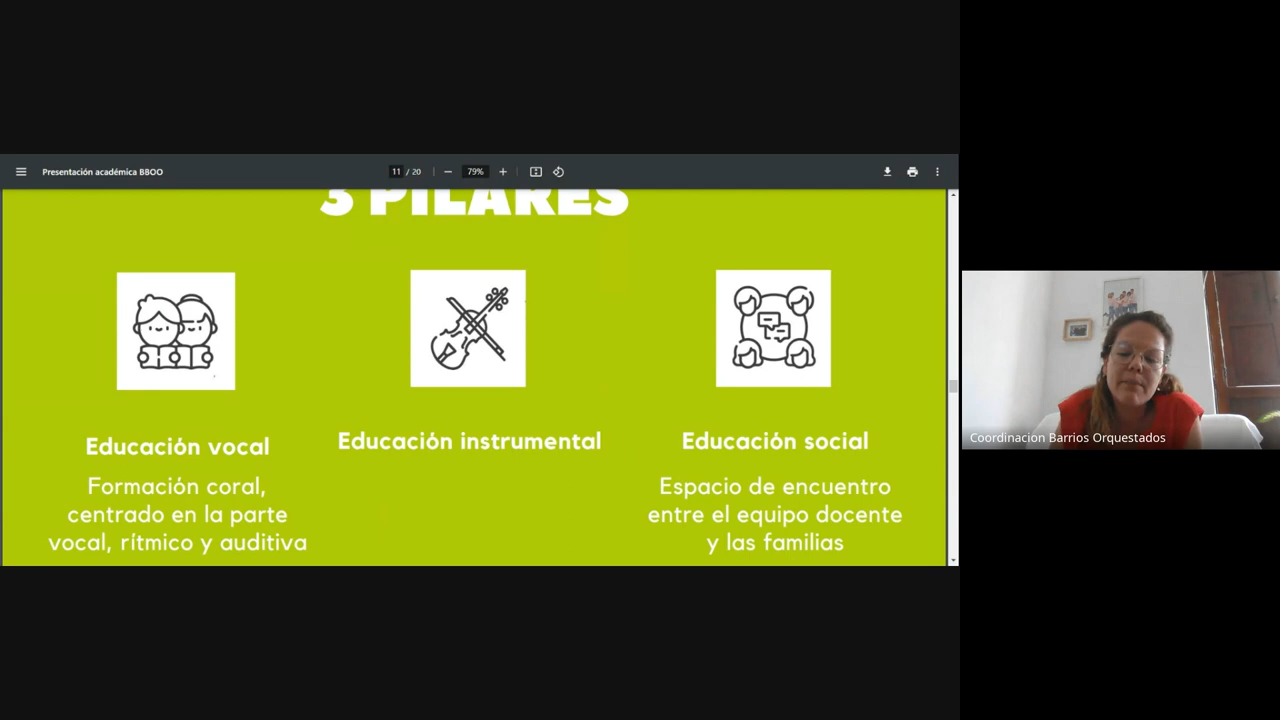 Presentación académica BBOO
11 / 20
79%
3 PILARES
Educación vocal
Formación coral,
centrado en la parte
vocal, rítmico y auditiva
Educación instrumental
Educación social
Espacio de encuentro
entre el equipo docente
y las familias
Coordinacion Barrios Orquestados